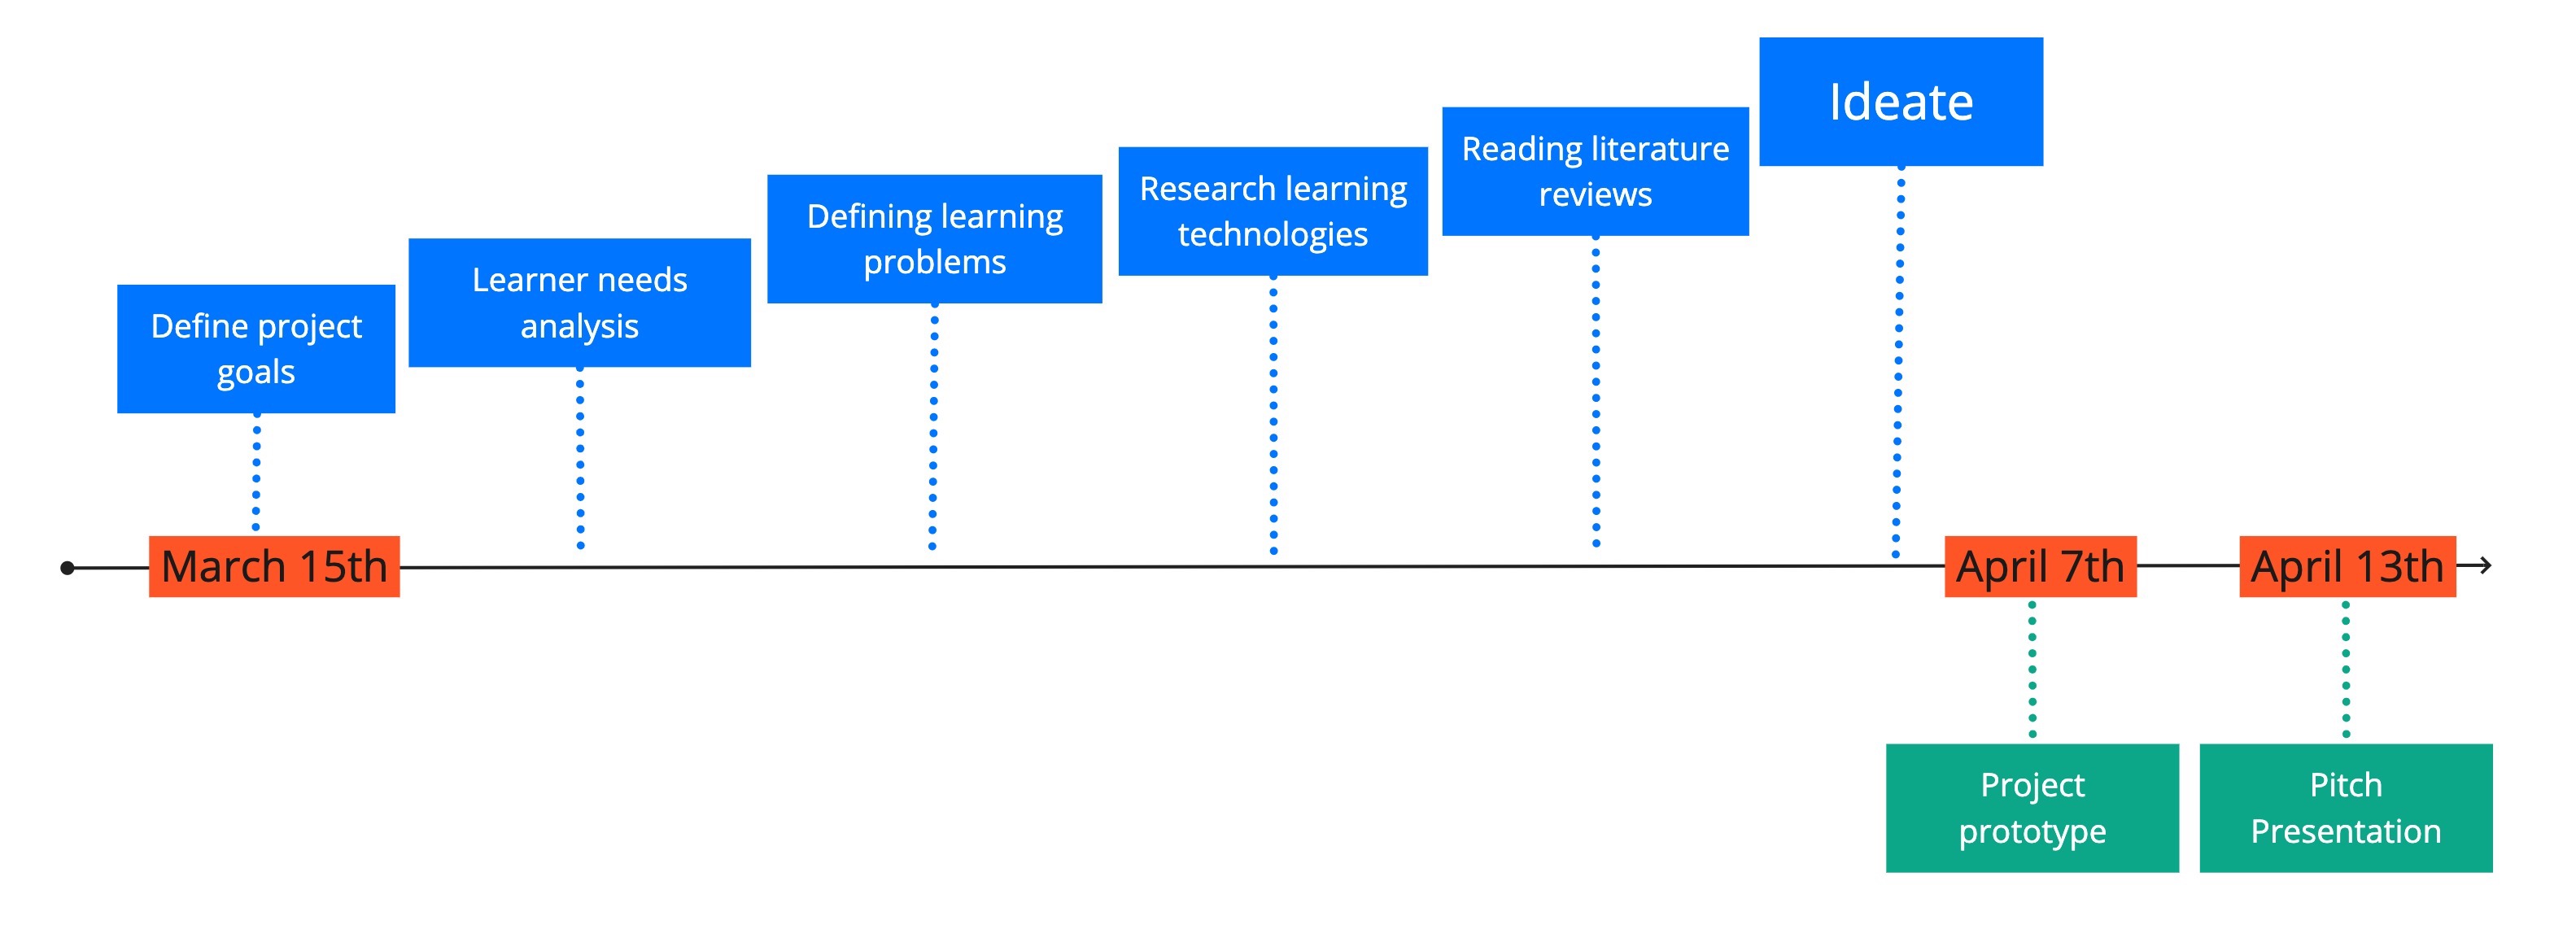 Define project
goals
Learner needs
analysis
Defining learning
problems
Research learning
technologies
Reading literature
reviews
Ideate
March 15th
April 7th
April 13th
Project
prototype
Pitch
Presentation